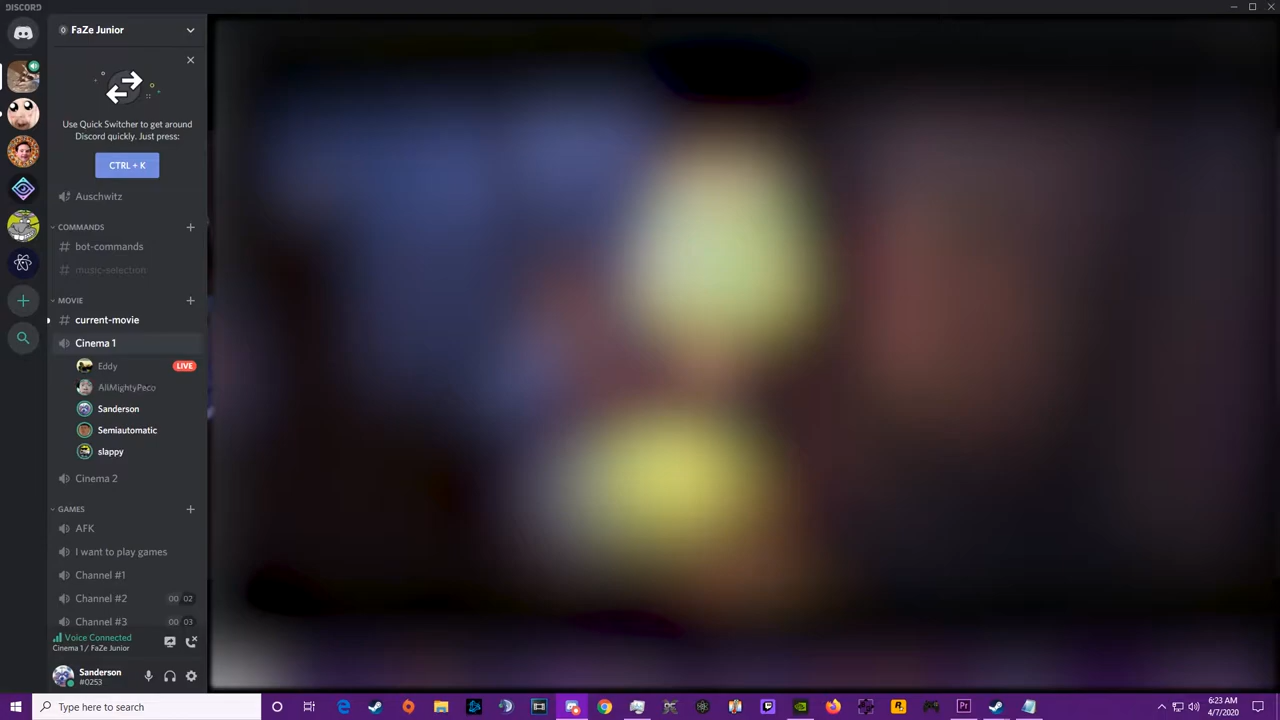 DISCORD
FaZe Junior
Use Quick Switcher to get around
Discord quickly. Just press:
CTRL + K
Auschwitz
COMMANDS
bot-commands
music-selection
MOVIE
current-movie
Cinema 1
Eddy LIVE
AllMightyPeco
Sanderson
Semiautomatic
slappy
Cinema 2
GAMES
AFK
I want to play games
Channel #1
Channel #2 00 02
Channel #3 00 03
Voice Connected
Cinema 1 / FaZe Junior
Sanderson
#0253
Type here to search
6:23 AM
4/7/2020